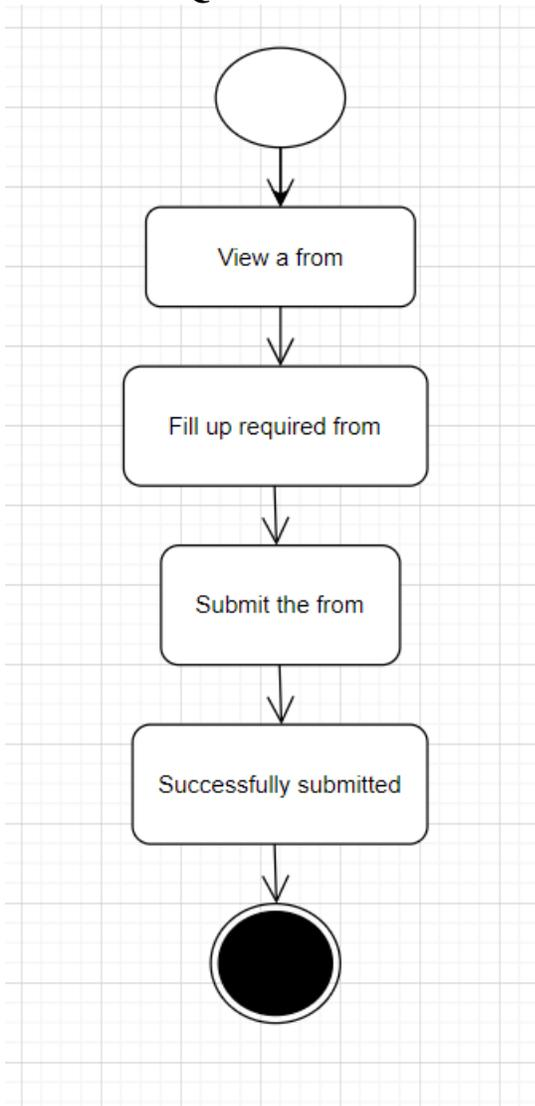 View a from
Fill up required from
Submit the from
Successfully submitted